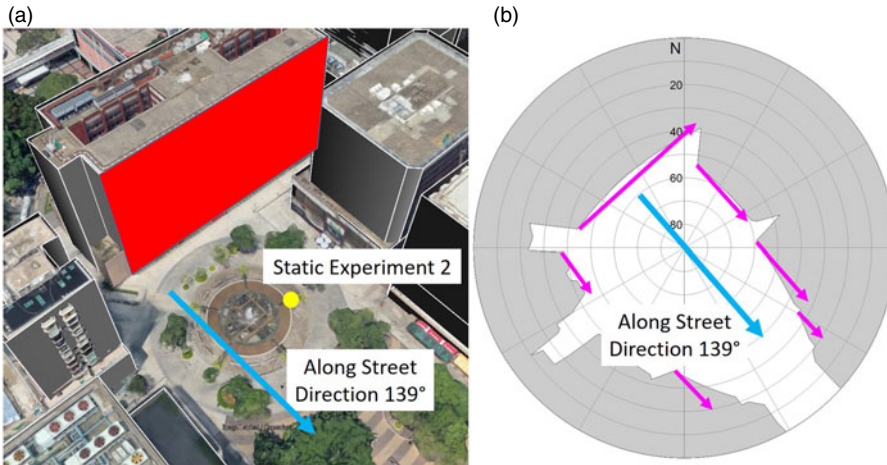 (a)
Static Experiment 2
Along Street
Direction 139°
(b)
N
20
40
60
80
Along Street
Direction 139°